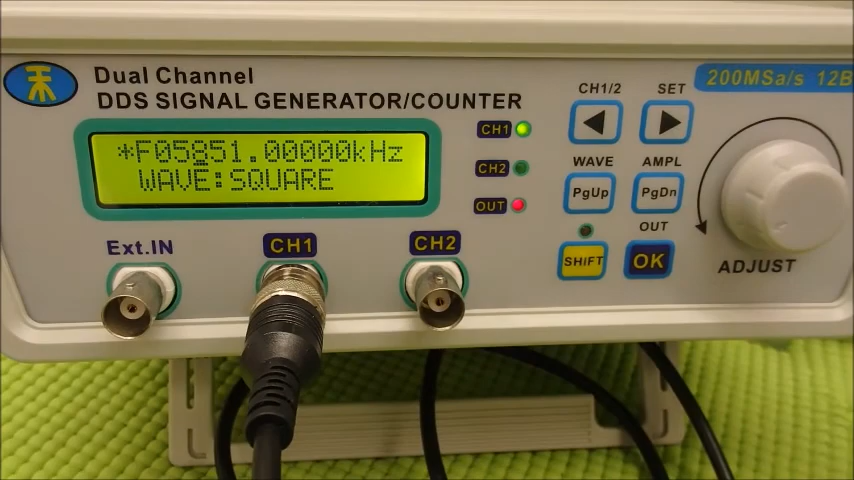 Dual Channel
DDS SIGNAL GENERATOR/COUNTER
200MSa/s 12B
*F05851.00000kHz
WAVE:SQUARE
CH1
CH2
OUT
CH1/2
SET
WAVE
AMPL
PgUp
PgDn
OUT
SHIFT
OK
ADJUST
Ext.IN
CH1
CH2